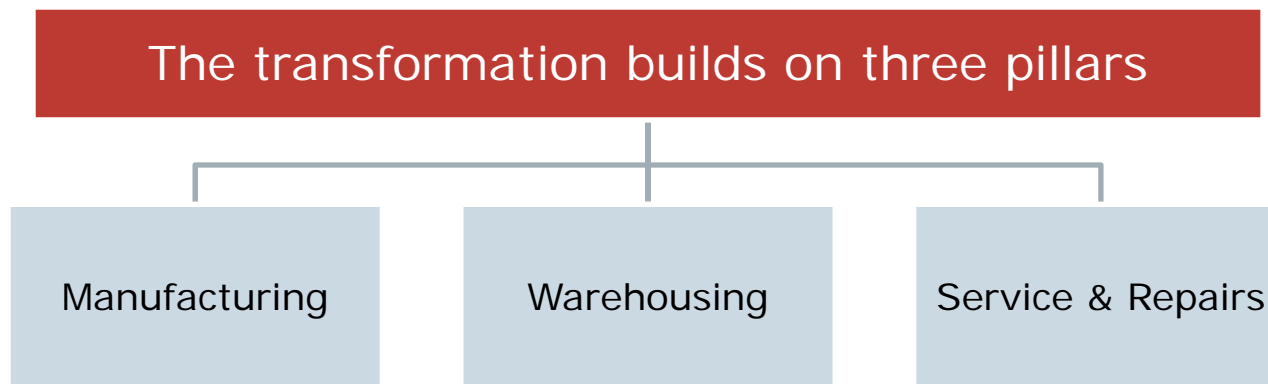 The transformation builds on three pillars
Manufacturing
Warehousing
Service & Repairs